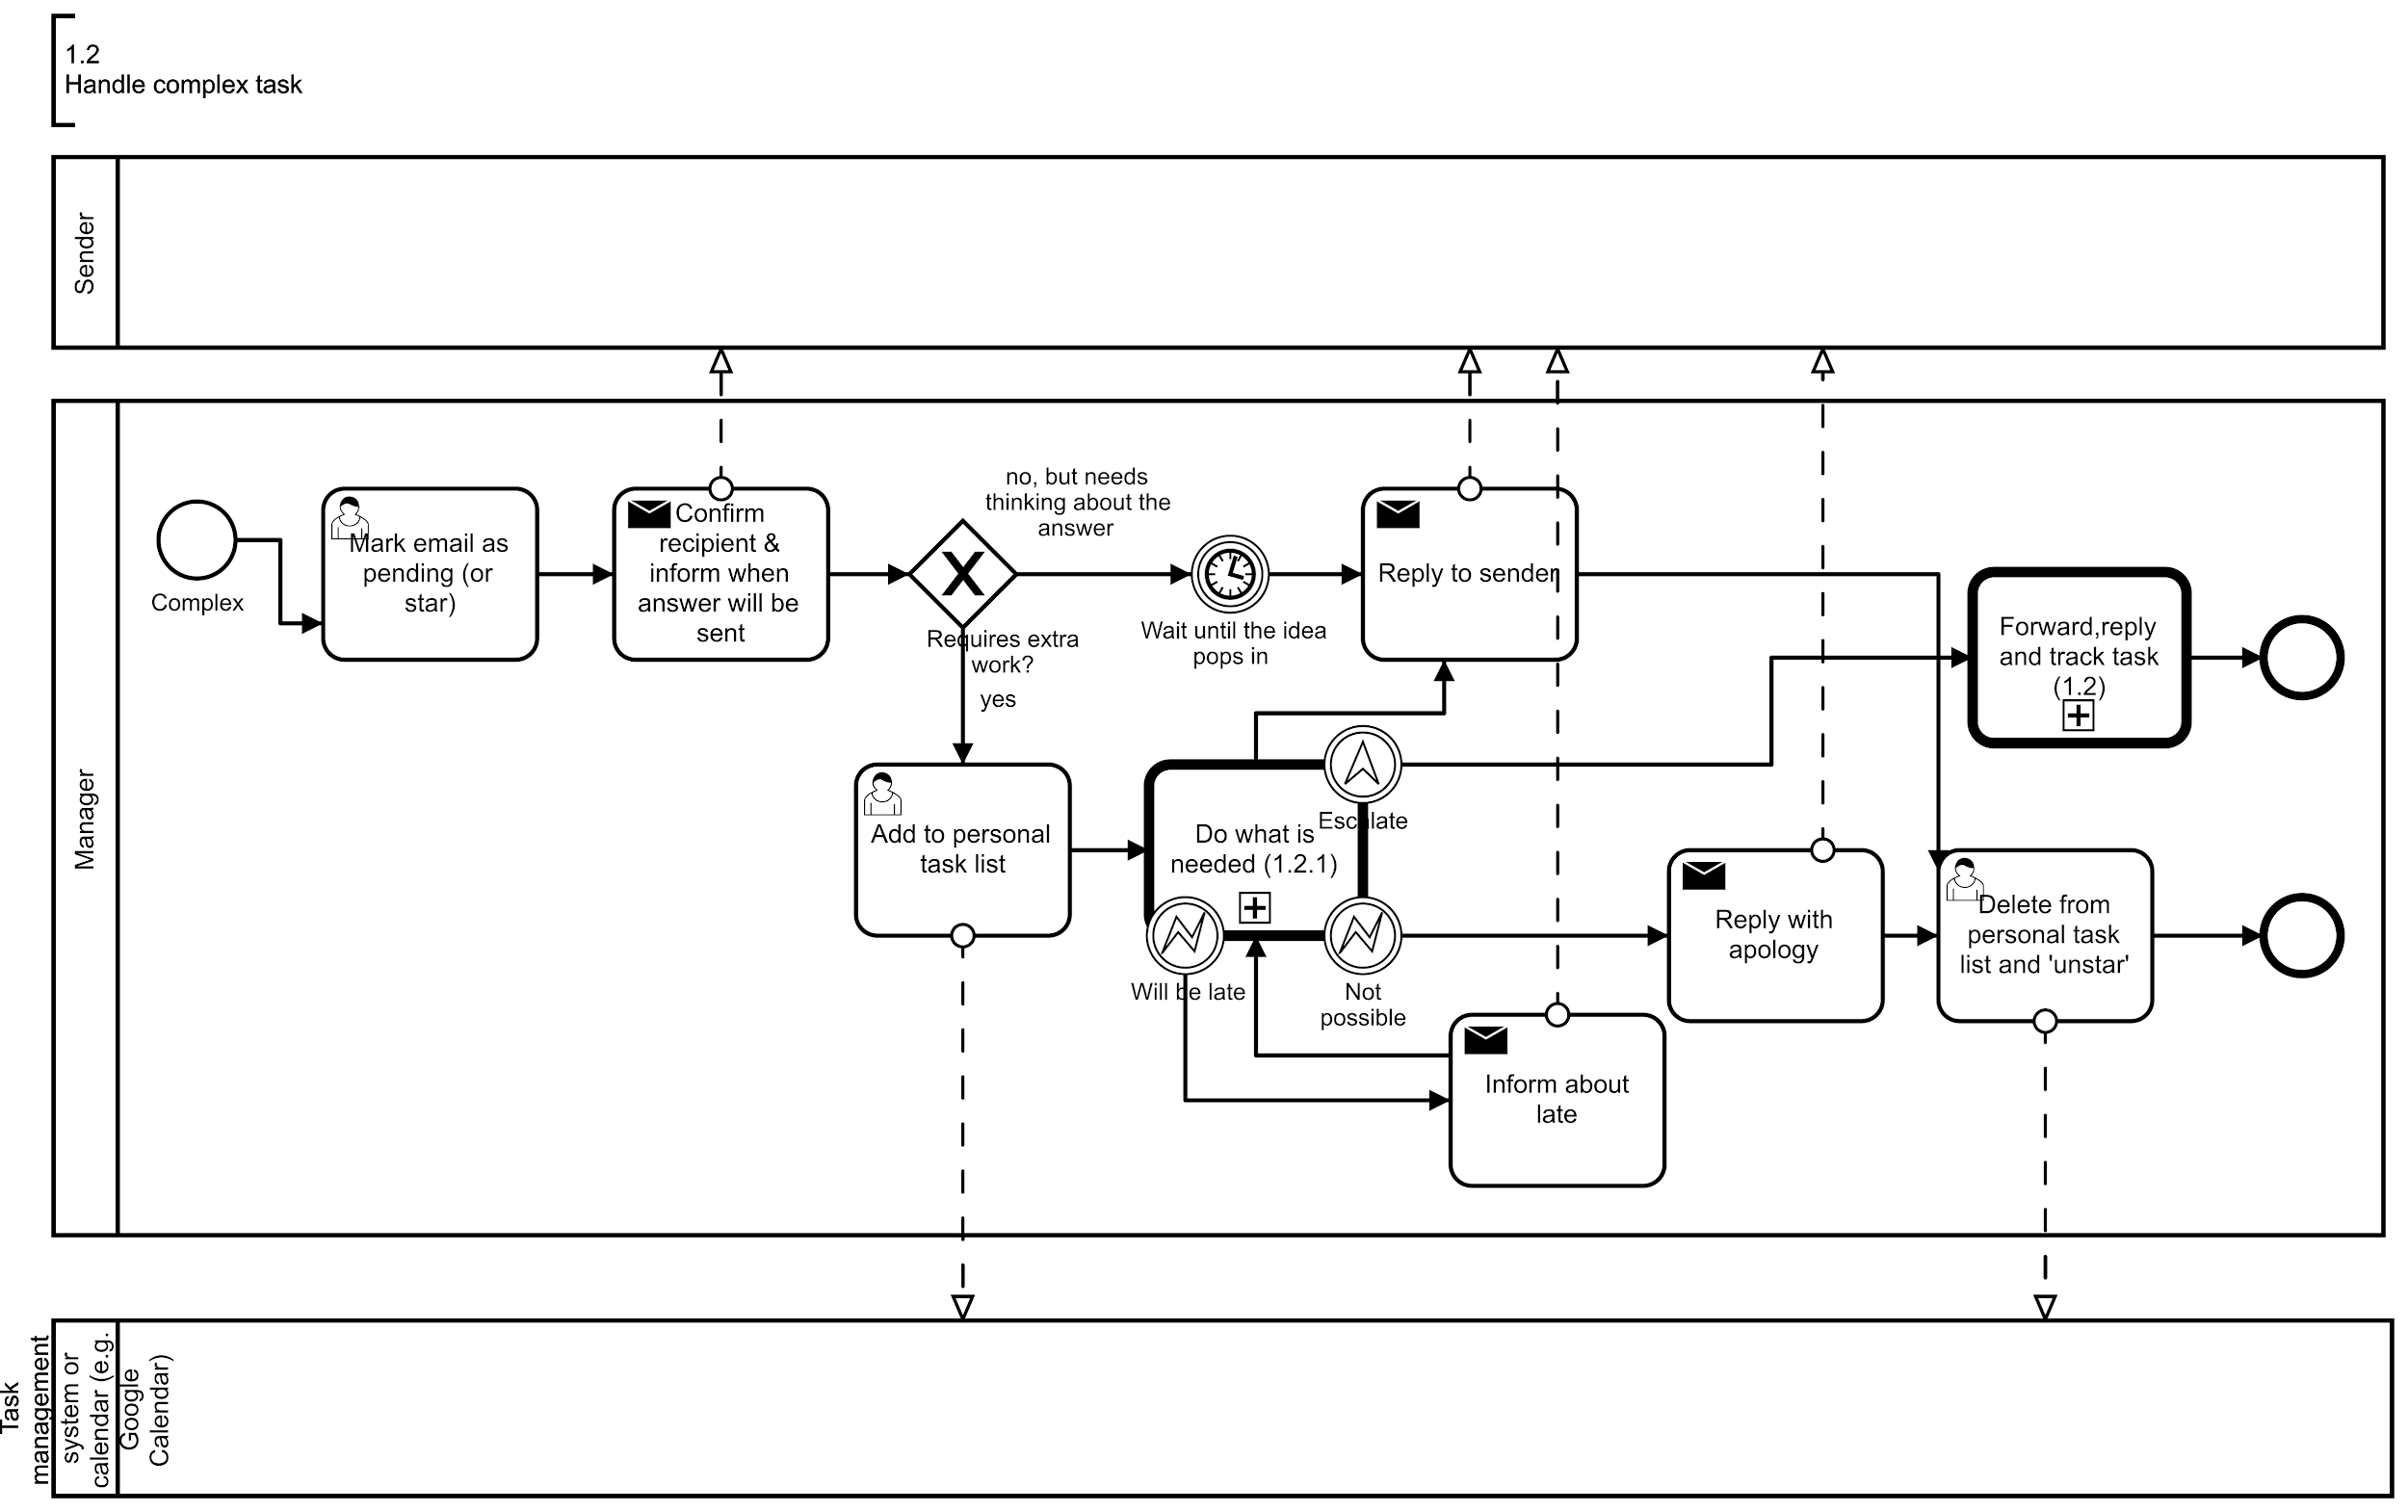 1.2
Handle complex task
Sender
Manager
Complex
Mark email as
pending (or
star)
Confirm
recipient &
inform when
answer will be
sent
no, but needs
thinking about the
answer
Requires extra
work?
yes
Wait until the idea
pops in
Reply to sender
Forward,reply
and track task
(1.2)
Add to personal
task list
Do what is
needed (1.2.1)
Escalate
Will be late
Not
possible
Inform about
late
Reply with
apology
Delete from
personal task
list and 'unstar'
Task
management
system or
calendar (e.g.
Google
Calendar)